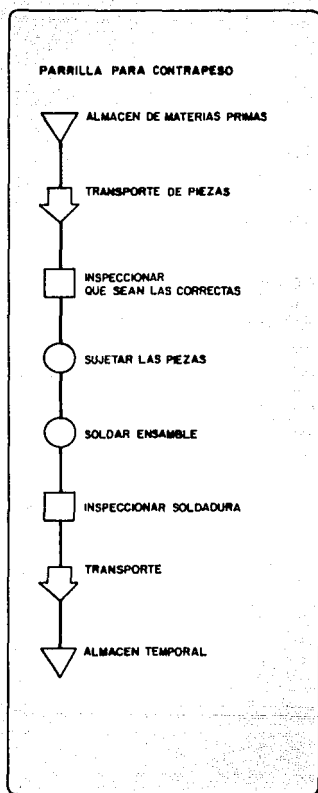 PARRILLA PARA CONTRAPESO
ALMACEN DE MATERIAS PRIMAS
TRANSPORTE DE PIEZAS
INSPECCIONAR
QUE SEAN LAS CORRECTAS
SUJETAR LAS PIEZAS
SOLDAR ENSAMBLE
INSPECCIONAR SOLDADURA
TRANSPORTE
ALMACEN TEMPORAL